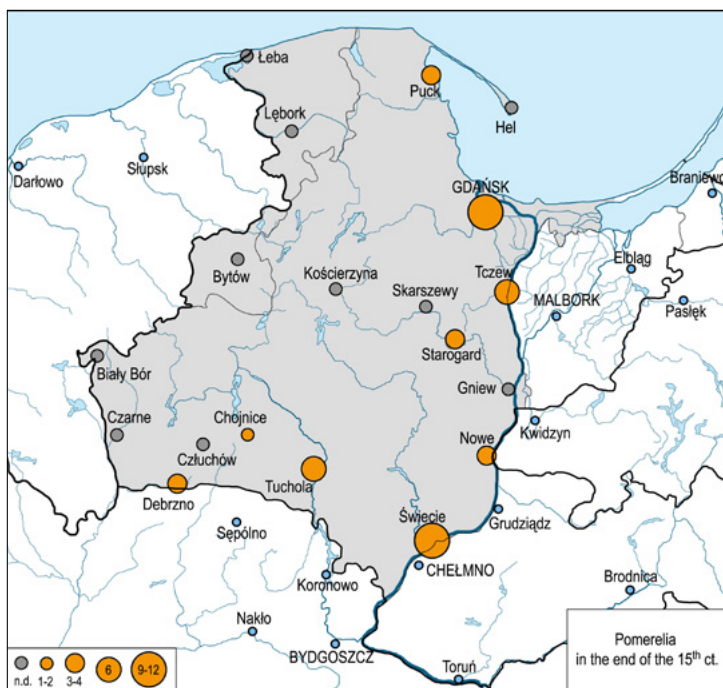 Łeba
Puck
Hel
Lębork
Słupsk
Darłowo
GDAŃSK
Braniewo
Elbląg
Bytów
Kościerzyna
Tczew
Skarszewy
MALBORK
Pasłęk
Starogard
Biały Bór
Gniew
Czarne
Chojnice
Człuchów
Nowe
Kwidzyn
Tuchola
Debrzno
Świecie
Grudziądz
Sępólno
CHEŁMNO
Koronowo
Brodnica
Nakło
BYDGOSZCZ
Toruń
n.d. 1-2 3-4 6 9-12
Pomerelia
in the end of the 15th ct.